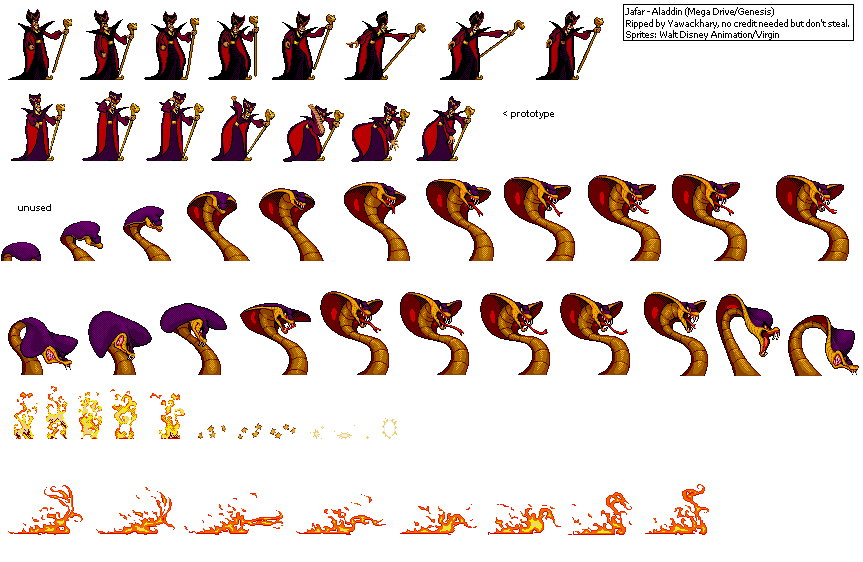 Jafar - Aladdin (Mega Drive/Genesis)
Ripped by Yawackhary, no credit needed but don't steal.
Sprites: Walt Disney Animation/Virgin
< prototype
unused